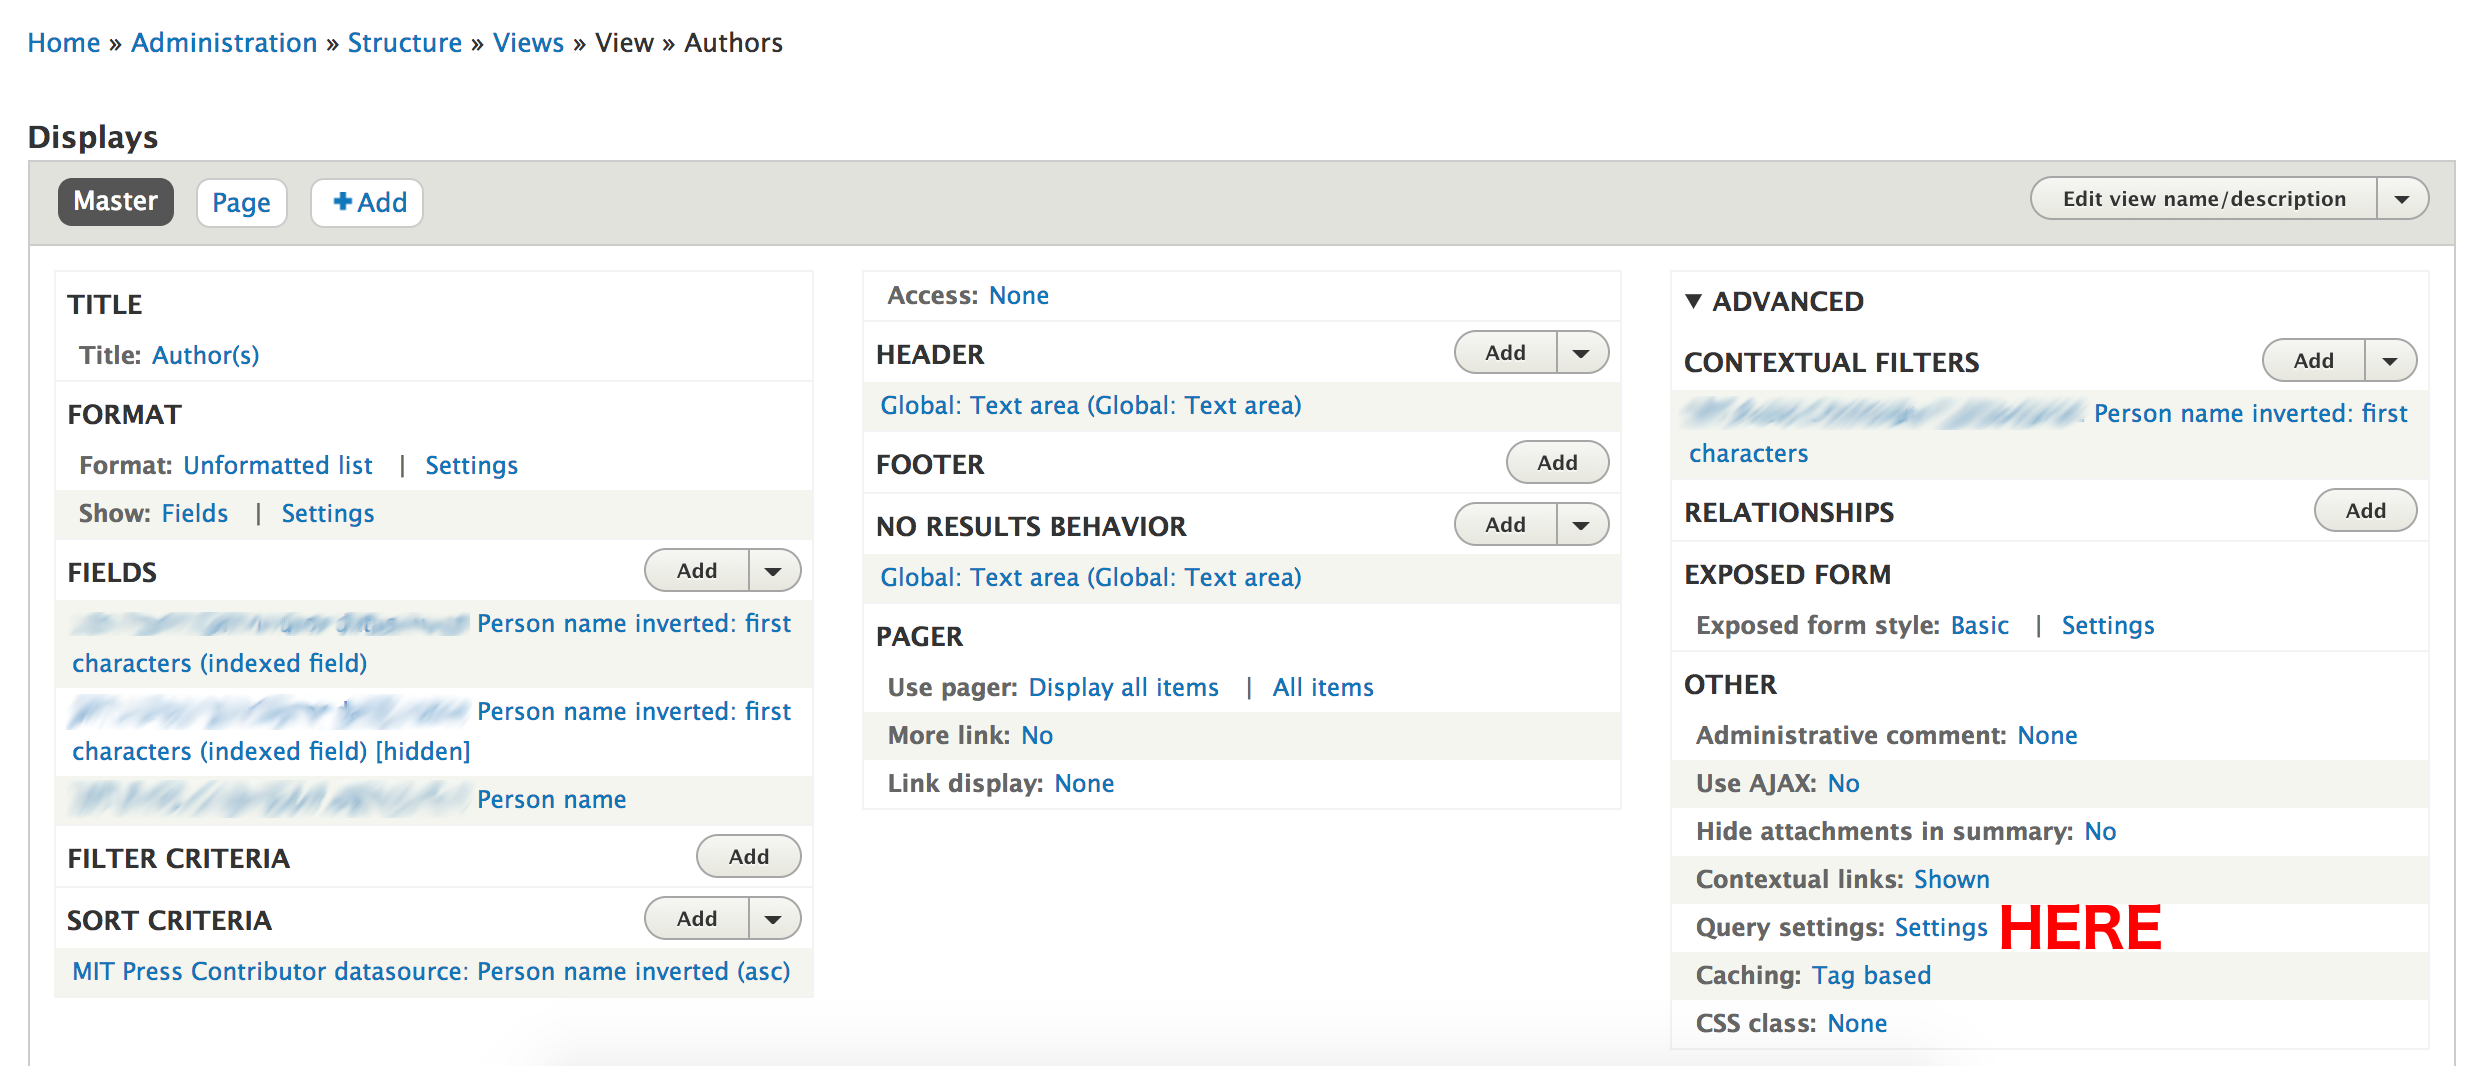 Home » Administration » Structure » Views » View » Authors
Displays
Master Page +Add Edit view name/description
TITLE
Title: Author(s)
FORMAT
Format: Unformatted list | Settings
Show: Fields | Settings
FIELDS Add
Person name inverted: first
characters (indexed field)
Person name inverted: first
characters (indexed field) [hidden]
Person name
FILTER CRITERIA Add
SORT CRITERIA Add
MIT Press Contributor datasource: Person name inverted (asc)
Access: None
HEADER Add
Global: Text area (Global: Text area)
FOOTER Add
NO RESULTS BEHAVIOR Add
Global: Text area (Global: Text area)
PAGER
Use pager: Display all items | All items
More link: No
Link display: None
▼ ADVANCED
CONTEXTUAL FILTERS Add
Person name inverted: first
characters
RELATIONSHIPS Add
EXPOSED FORM
Exposed form style: Basic | Settings
OTHER
Administrative comment: None
Use AJAX: No
Hide attachments in summary: No
Contextual links: Shown
Query settings: Settings HERE
Caching: Tag based
CSS class: None